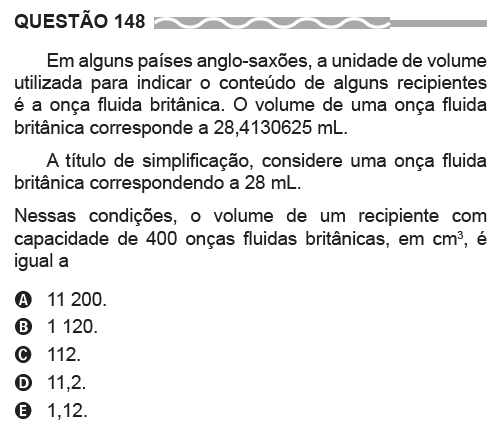 QUESTÃO 148
Em alguns países anglo-saxões, a unidade de volume
utilizada para indicar o conteúdo de alguns recipientes
é a onça fluida britânica. O volume de uma onça fluida
britânica corresponde a 28,4130625 mL.
A título de simplificação, considere uma onça fluida
britânica correspondendo a 28 mL.
Nessas condições, o volume de um recipiente com
capacidade de 400 onças fluidas britânicas, em cm³, é
igual a
A 11 200.
B 1 120.
C 112.
D 11,2.
E 1,12.